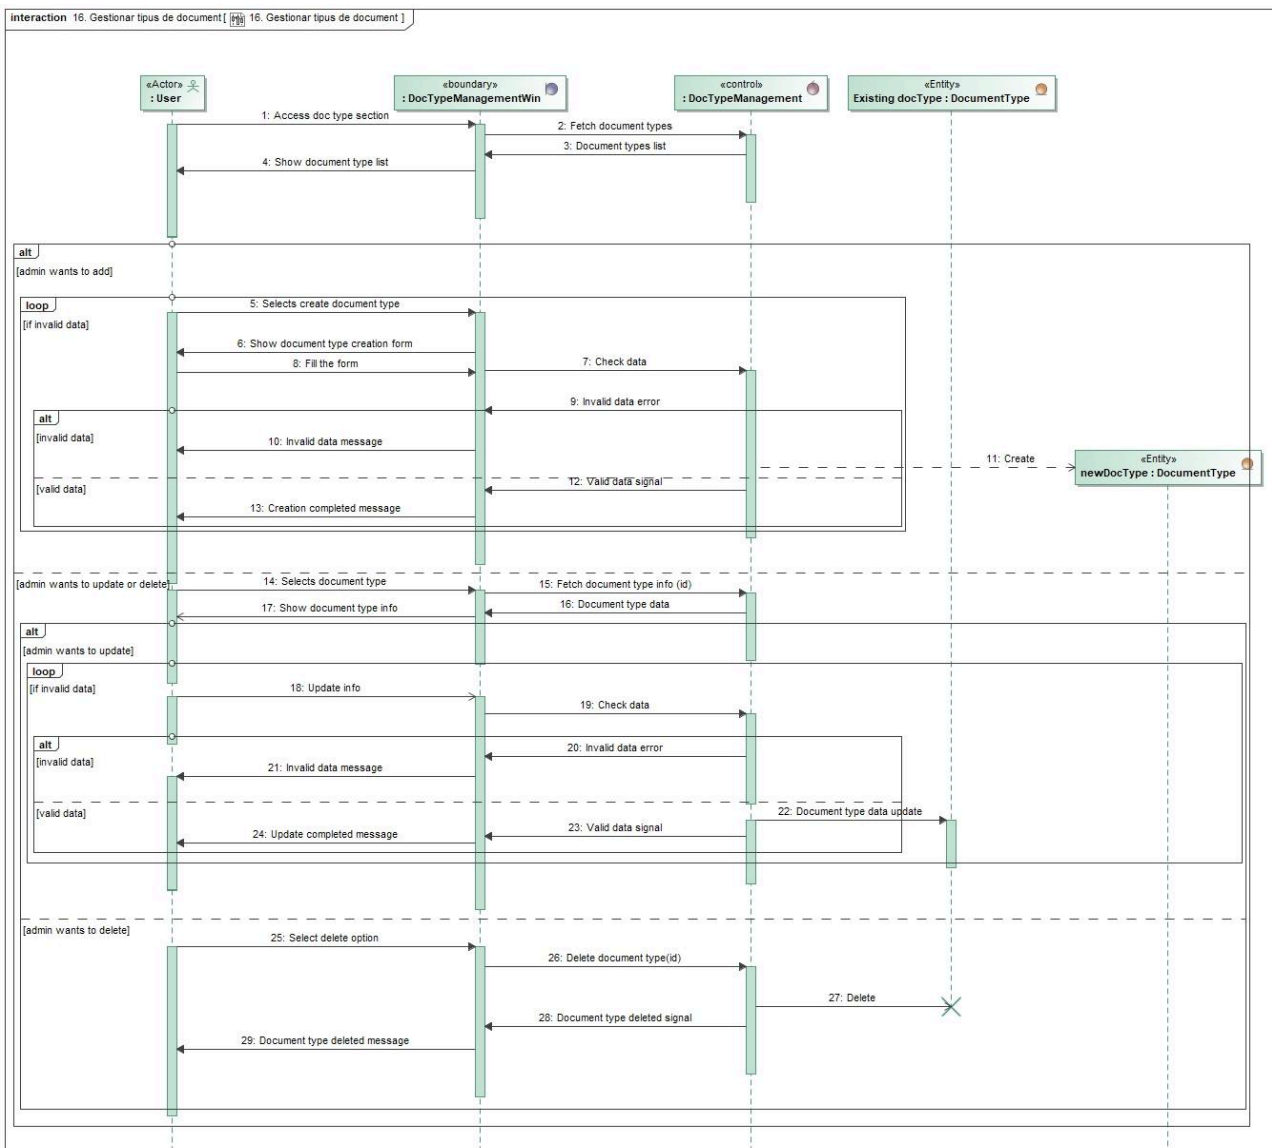 interaction 16. Gestionar tipus de document[ 16. Gestionar tipus de document ]
«Actor»
: User
«boundary»
: DocTypeManagementWin
«control»
: DocTypeManagement
«Entity»
Existing docType : DocumentType
1: Access doc type section
2: Fetch document types
3: Document types list
4: Show document type list
alt
[admin wants to add]
loop
[if invalid data]
5: Selects create document type
6: Show document type creation form
8: Fill the form
7: Check data
9: Invalid data error
alt
[invalid data]
10: Invalid data message
11: Create
«Entity»
newDocType : DocumentType
[valid data]
12: Valid data signal
13: Creation completed message
[admin wants to update or delete]
14: Selects document type
15: Fetch document type info (id)
16: Document type data
17: Show document type info
alt
[admin wants to update]
loop
[if invalid data]
18: Update info
19: Check data
alt
[invalid data]
20: Invalid data error
21: Invalid data message
[valid data]
22: Document type data update
23: Valid data signal
24: Update completed message
[admin wants to delete]
25: Select delete option
26: Delete document type(id)
27: Delete
28: Document type deleted signal
29: Document type deleted message